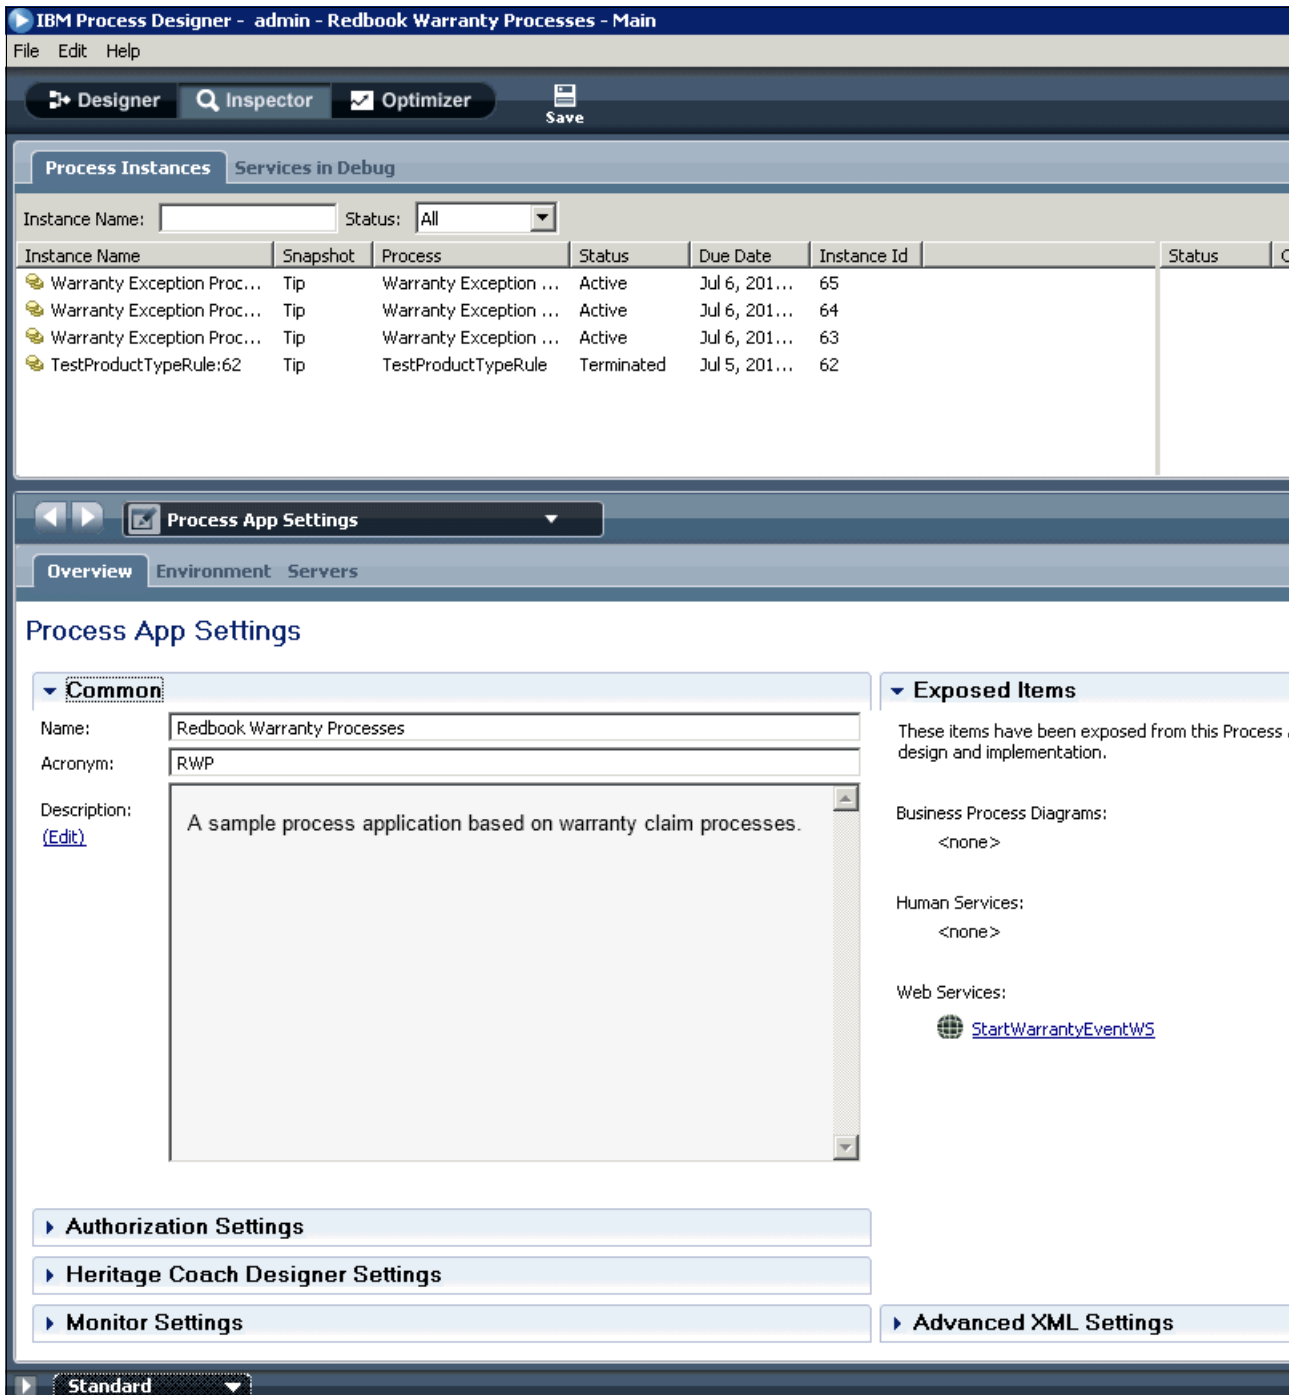 IBM Process Designer - admin - Redbook Warranty Processes - Main
File Edit Help
Designer Inspector Optimizer Save
Process Instances Services in Debug
Instance Name: Status: All
Instance Name Snapshot Process Status Due Date Instance Id Status
Warranty Exception Proc... Tip Warranty Exception ... Active Jul 6, 201... 65
Warranty Exception Proc... Tip Warranty Exception ... Active Jul 6, 201... 64
Warranty Exception Proc... Tip Warranty Exception ... Active Jul 6, 201... 63
TestProductTypeRule:62 Tip TestProductTypeRule Terminated Jul 5, 201... 62
Process App Settings
Overview Environment Servers
Process App Settings
Common
Name: Redbook Warranty Processes
Acronym: RWP
Description: A sample process application based on warranty claim processes.
(Edit)
Exposed Items
These items have been exposed from this Process
design and implementation.
Business Process Diagrams:
<none>
Human Services:
<none>
Web Services:
StartWarrantyEventWS
Authorization Settings
Heritage Coach Designer Settings
Monitor Settings
Advanced XML Settings
Standard